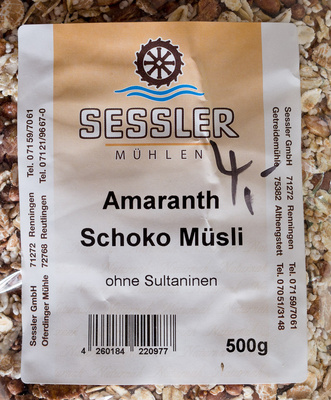 SESSLER
MÜHLEN
4,-
Amaranth
Schoko Müsli
ohne Sultaninen
4 260184 220977
500g
Sessler GmbH 71272 Renningen Tel. 07159/7061
Oferdinger Mühle 72768 Reutlingen Tel. 07121/9667-0
Sessler GmbH 71272 Renningen Tel. 07159/7061
Getreidemühle 75382 Althengstett Tel. 07051/3148